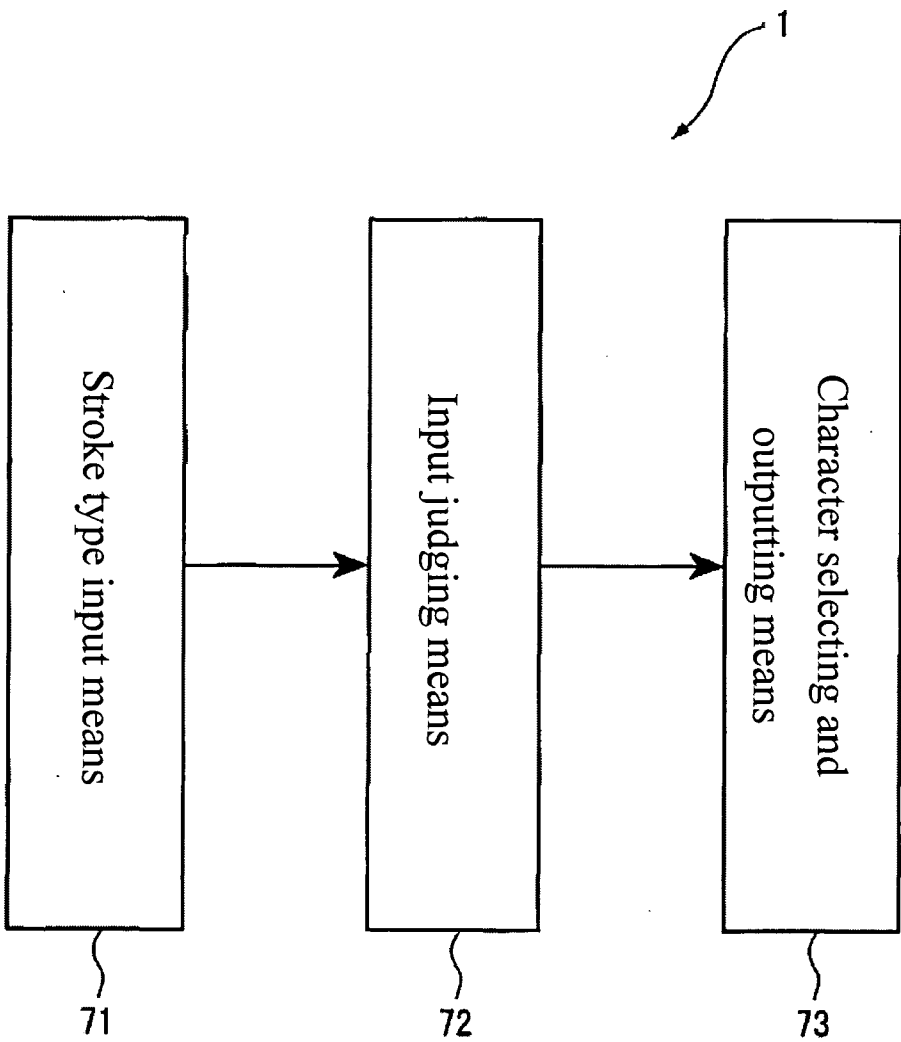 1
Stroke type input means
Input judging means
Character selecting and
outputting means
71
72
73